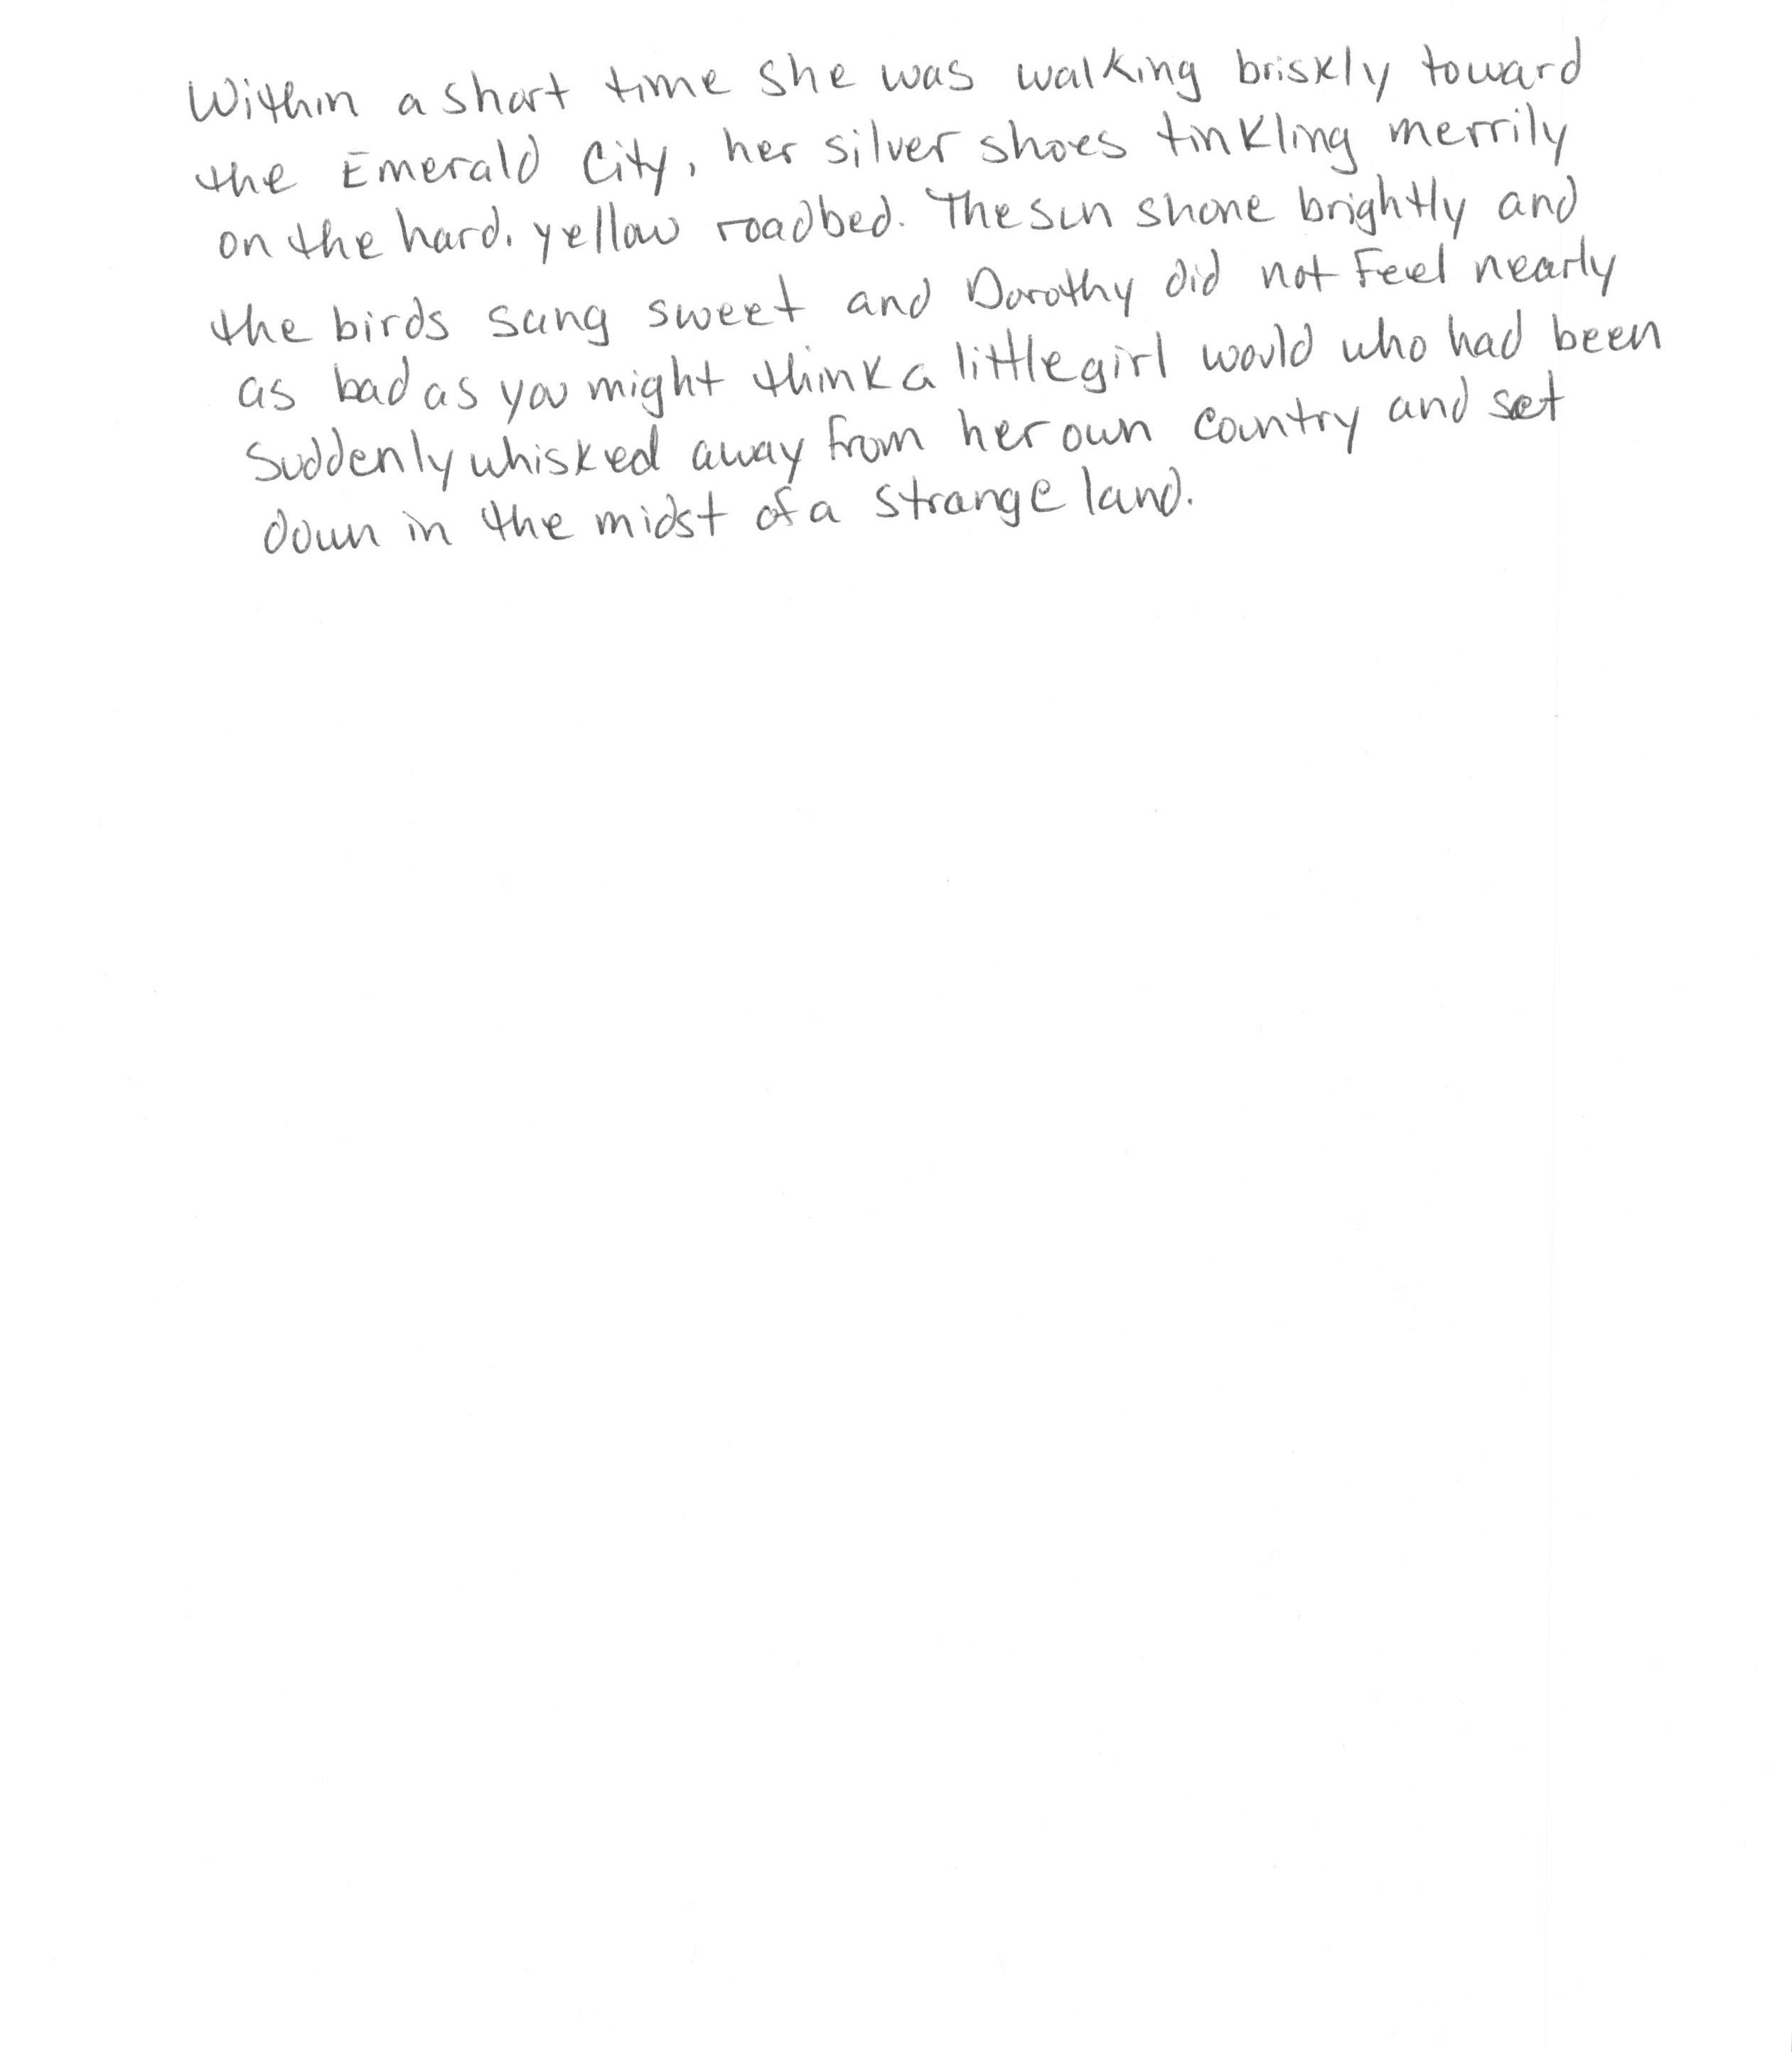 Within a short time she was walking briskly toward
the Emerald City, her silver shoes tinkling merrily
on the hard, yellow roadbed. The sun shone brightly and
the birds sang sweet and Dorothy did not feel nearly
as bad as you might think a little girl would who had been
suddenly whisked away from her own country and set
down in the midst of a strange land.